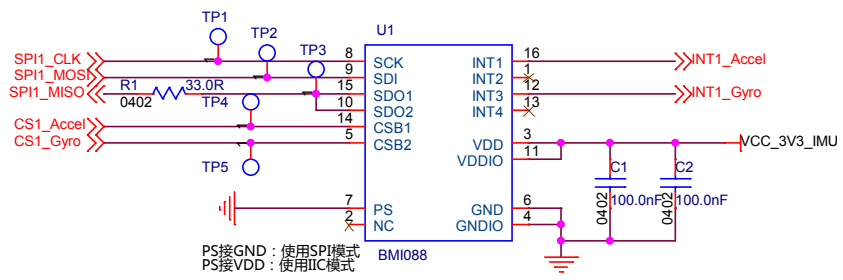 TP1
TP2
TP3
U1
SPI1_CLK
8
SCK
INT1
16
INT1_Accel
SPI1_MOSI
9
SDI
INT2
1
SPI1_MISO
R1
33.0R
0402
15
SDO1
INT3
12
INT1_Gyro
TP4
10
SDO2
INT4
13
CS1_Accel
14
CSB1
CS1_Gyro
5
CSB2
VDD
3
VCC_3V3_IMU
VDDIO
11
TP5
C1
C2
100.0nF
100.0nF
0402
0402
7
PS
GND
6
2
NC
GNDIO
4
PS接GND：使用SPI模式
PS接VDD：使用IIC模式
BMI088